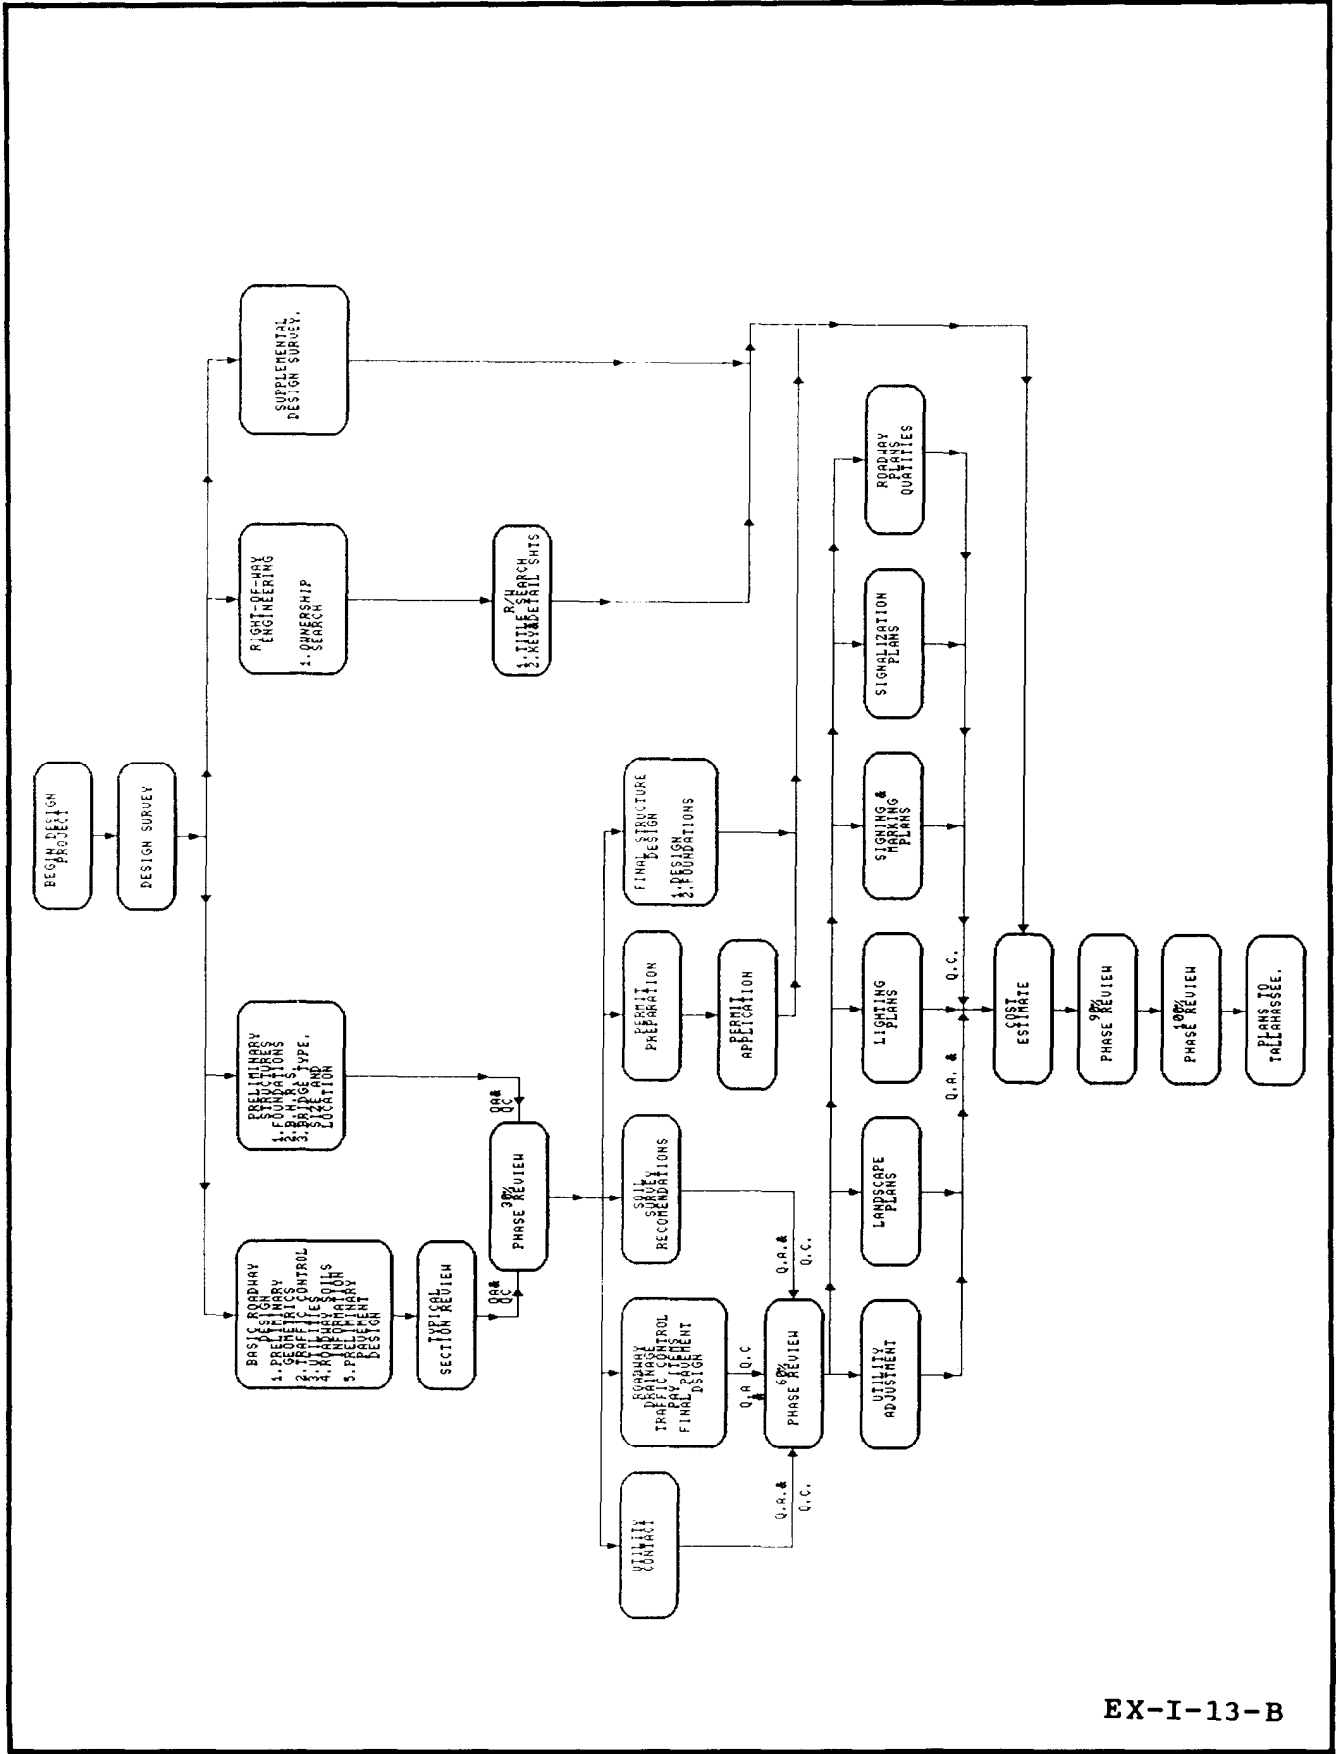 BEGIN DESIGN
PROJECT
DESIGN SURVEY
BASIC ROADWAY
DESIGN
1.PRELIMINARY
GEOMETRICS
2.TRAFFIC CONTROL
3.UTILITIES
4.ROADWAY SOILS
INFORMATION
5.PRELIMINARY
PAVEMENT
DESIGN
PRELIMINARY
STRUCTURES
1.FOUNDATIONS
2.B.H.R.S.
3.BRIDGE TYPE,
SIZE AND
LOCATION
RIGHT-OF-WAY
ENGINEERING
1.OWNERSHIP
SEARCH
SUPPLEMENTAL
DESIGN SURVEY.
TYPICAL
SECTION REVIEW
QA&
QC
QA&
QC
30%
PHASE REVIEW
R/W
1.TITLE SEARCH
2.KEY&DETAIL SHTS
UTILITY
CONTACT
ROADWAY
DRAINAGE
TRAFFIC CONTROL
PAY ITEMS
FINAL PAVEMENT
DSIGN
SOIL
SURVEY
RECOMENDATIONS
PERMIT
PREPARATION
FINAL STRUCTURE
DESIGN
1.DESIGN
2.FOUNDATIONS
PERMIT
APPLICATION
Q.A.&
Q.C.
Q.A Q.C
&
Q.A.&
Q.C.
60%
PHASE REVIEW
UTILITY
ADJUSTMENT
LANDSCAPE
PLANS
LIGHTING
PLANS
SIGNING &
MARKING
PLANS
SIGNALIZATION
PLANS
ROADWAY
PLANS
QUATITIES
Q.A. & Q.C.
COST
ESTIMATE
90%
PHASE REVIEW
100%
PHASE REVIEW
PLANS TO
TALLAHASSEE.
EX-I-13-B